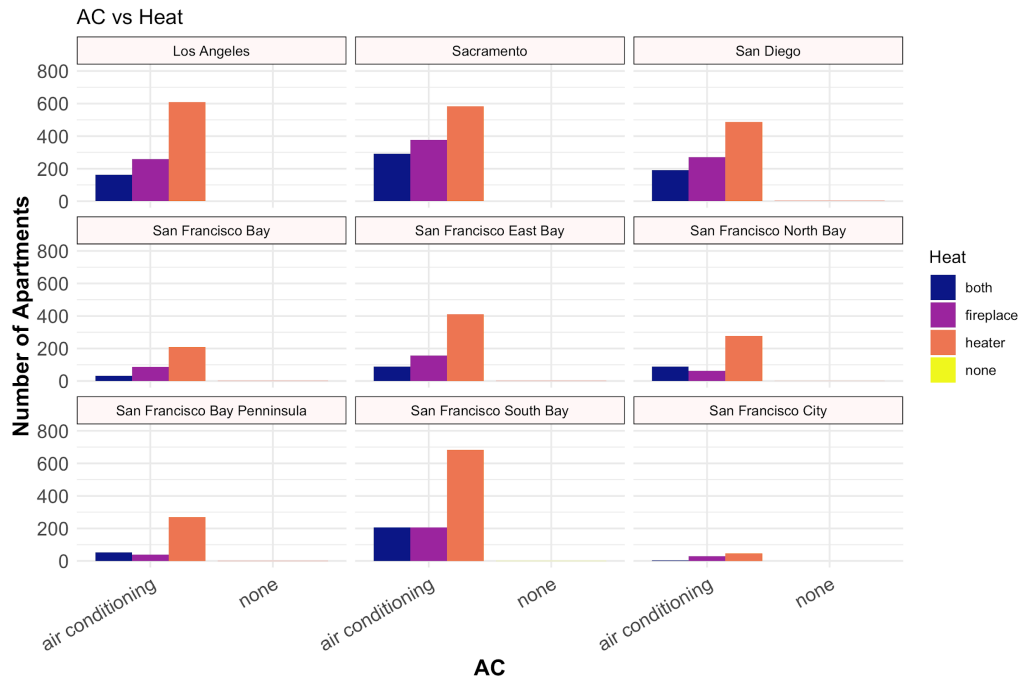 AC vs Heat
Los Angeles
Sacramento
San Diego
800
600
400
200
0
San Francisco Bay
San Francisco East Bay
San Francisco North Bay
800
600
400
200
0
San Francisco Bay Penninsula
San Francisco South Bay
San Francisco City
800
600
400
200
0
air conditioning
none
air conditioning
none
air conditioning
none
AC
Number of Apartments
Heat
both
fireplace
heater
none